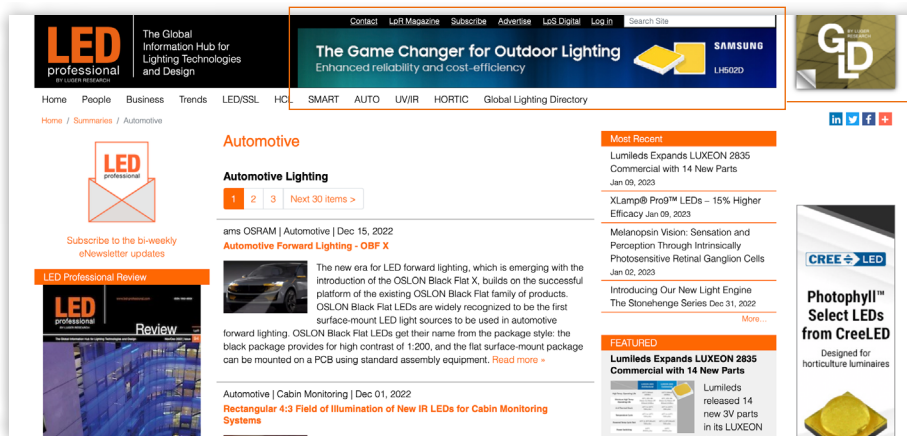 Contact LpR Magazine Subscribe Advertise LpS Digital Log in Search Site
LED
professional
BY LUGER RESEARCH
The Global
Information Hub for
Lighting Technologies
and Design
The Game Changer for Outdoor Lighting
Enhanced reliability and cost-efficiency
SAMSUNG
LH502D
BY LUGER
RESEARCH
GLD
Home People Business Trends LED/SSL HCL SMART AUTO UV/IR HORTIC Global Lighting Directory
Home / Summaries / Automotive
LED
professional
Subscribe to the bi-weekly
eNewsletter updates
LED Professional Review
LED
professional
BY LUGER RESEARCH
Review
The Global Information Hub for Lighting Technologies and Design
Automotive
Automotive Lighting
1 2 3 Next 30 items >
ams OSRAM | Automotive | Dec 15, 2022
Automotive Forward Lighting - OBF X
The new era for LED forward lighting, which is emerging with the
introduction of the OSLON Black Flat X, builds on the successful
platform of the existing OSLON Black Flat family of products.
OSLON Black Flat LEDs are widely recognized to be the first
surface-mount LED light sources to be used in automotive
forward lighting. OSLON Black Flat LEDs get their name from the package style: the
black package provides for high contrast of 1:200, and the flat surface-mount package
can be mounted on a PCB using standard assembly equipment. Read more »
Automotive | Cabin Monitoring | Dec 01, 2022
Rectangular 4:3 Field of Illumination of New IR LEDs for Cabin Monitoring
Systems
Most Recent
Lumileds Expands LUXEON 2835
Commercial with 14 New Parts
Jan 09, 2023
XLamp® Pro9™ LEDs – 15% Higher
Efficacy Jan 09, 2023
Melanopsin Vision: Sensation and
Perception Through Intrinsically
Photosensitive Retinal Ganglion Cells
Jan 02, 2023
Introducing Our New Light Engine
The Stonehenge Series Dec 31, 2022
More...
FEATURED
Lumileds Expands LUXEON 2835
Commercial with 14 New Parts
Lumileds
released 14
new 3V parts
in its LUXEON
in f +
CREE LED
Photophyll™
Select LEDs
from CreeLED
Designed for
horticulture luminaires